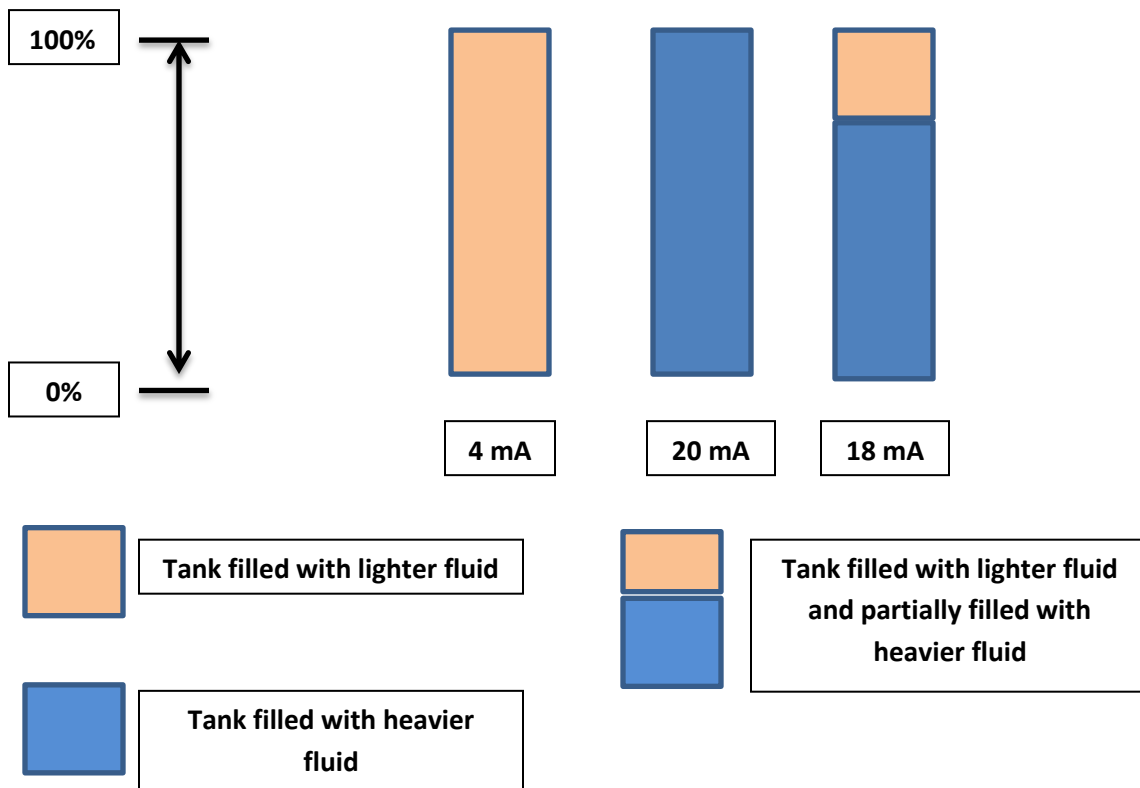 100%
0%
4 mA
20 mA
18 mA
Tank filled with lighter fluid
Tank filled with heavier
fluid
Tank filled with lighter fluid
and partially filled with
heavier fluid